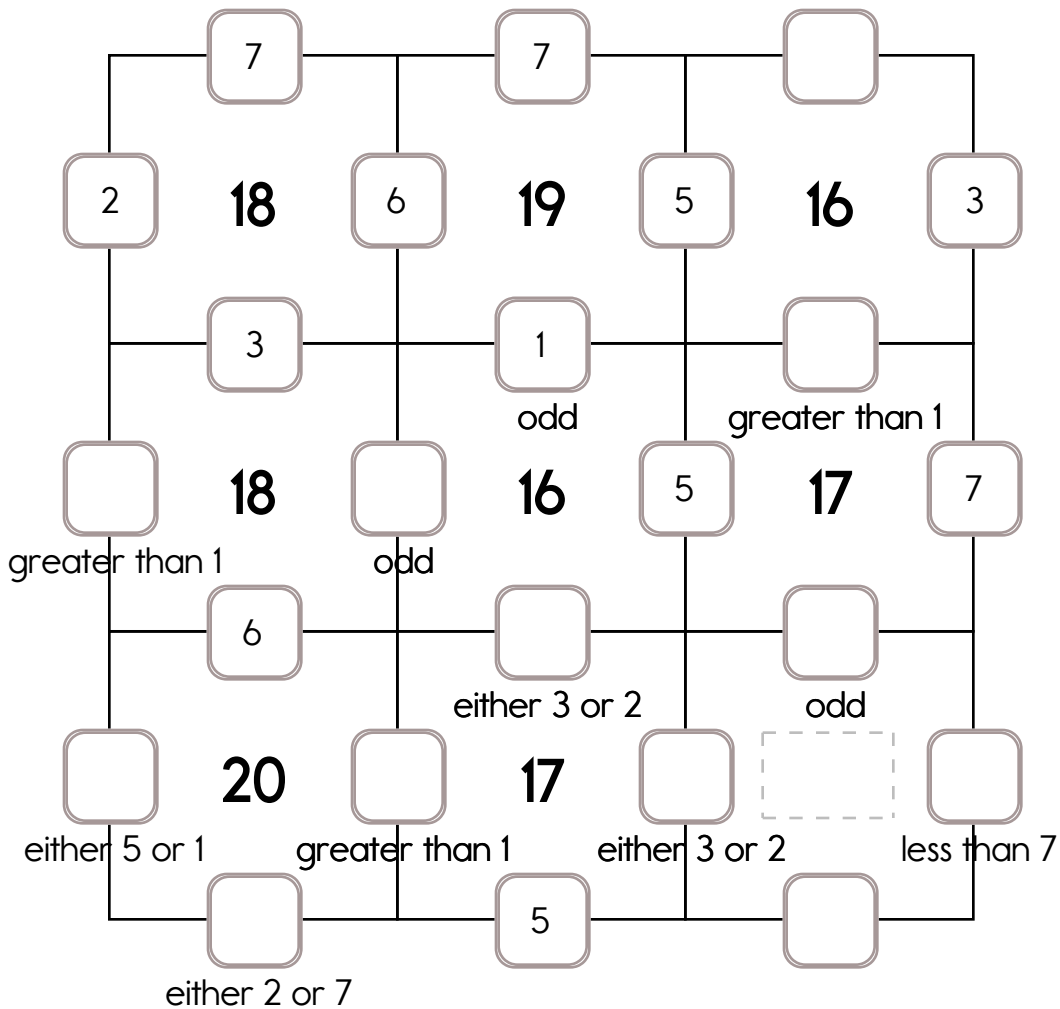 7 7
2 18 6 19 5 16 3
3 1
odd greater than 1
18 16 5 17 7
greater than 1 odd
6
either 3 or 2 odd
20 17
either 5 or 1 greater than 1 either 3 or 2 less than 7
5
either 2 or 7